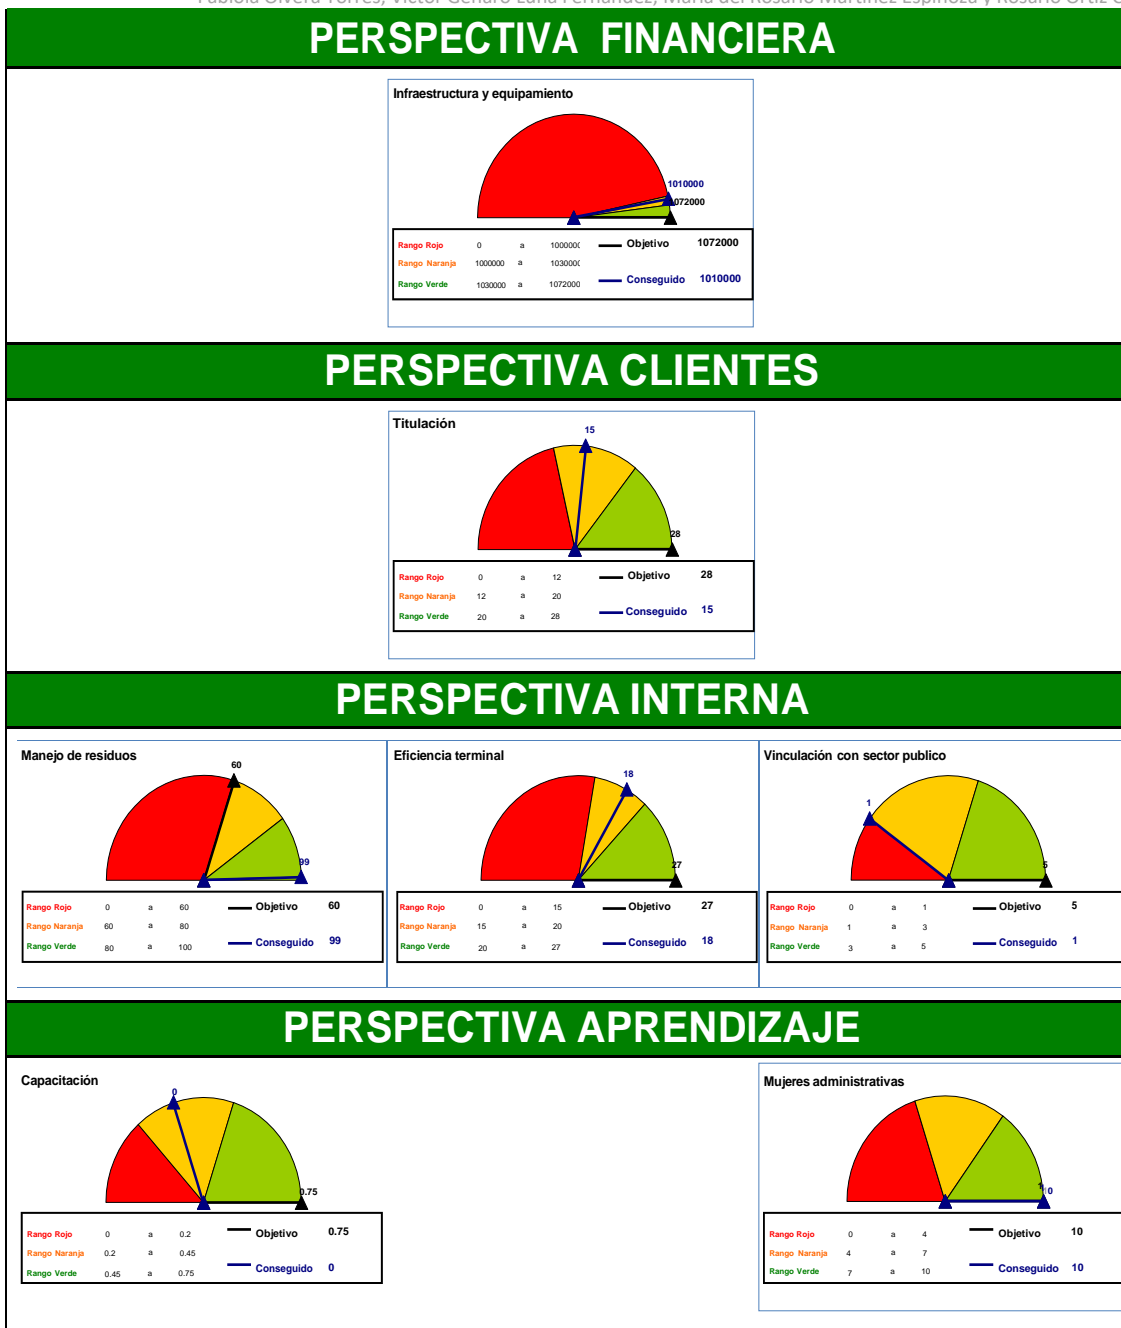 PERSPECTIVA FINANCIERA
Infraestructura y equipamiento
1010000
1072000
Rango Rojo 0 a 1000000 Objetivo 1072000
Rango Naranja 1000000 a 1030000
Rango Verde 1030000 a 1072000 Conseguido 1010000
PERSPECTIVA CLIENTES
Titulación
15
28
Rango Rojo 0 a 12 Objetivo 28
Rango Naranja 12 a 20
Rango Verde 20 a 28 Conseguido 15
PERSPECTIVA INTERNA
Manejo de residuos
60
99
Rango Rojo 0 a 60 Objetivo 60
Rango Naranja 60 a 80
Rango Verde 80 a 100 Conseguido 99
Eficiencia terminal
18
27
Rango Rojo 0 a 15 Objetivo 27
Rango Naranja 15 a 20
Rango Verde 20 a 27 Conseguido 18
Vinculación con sector publico
1
5
Rango Rojo 0 a 1 Objetivo 5
Rango Naranja 1 a 3
Rango Verde 3 a 5 Conseguido 1
PERSPECTIVA APRENDIZAJE
Capacitación
0
0.75
Rango Rojo 0 a 0.2 Objetivo 0.75
Rango Naranja 0.2 a 0.45
Rango Verde 0.45 a 0.75 Conseguido 0
Mujeres administrativas
10
Rango Rojo 0 a 4 Objetivo 10
Rango Naranja 4 a 7
Rango Verde 7 a 10 Conseguido 10